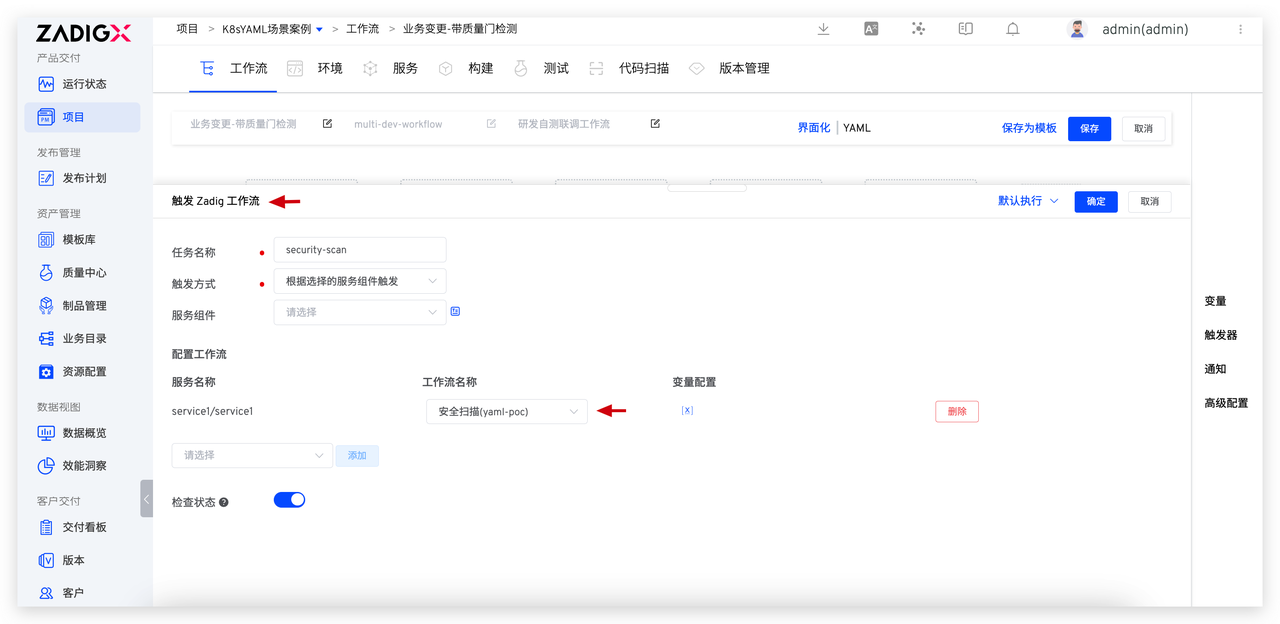 ZADIGX
项目 > K8sYAML场景案例 > 工作流 > 业务变更-带质量门检测
admin(admin)
产品交付
运行状态
项目
发布管理
发布计划
资产管理
模板库
质量中心
制品管理
业务目录
资源配置
数据视图
数据概览
效能洞察
客户交付
交付看板
版本
客户
工作流 环境 服务 构建 测试 代码扫描 版本管理
业务变更-带质量门检测 multi-dev-workflow 研发自测联调工作流 界面化 | YAML 保存为模板 保存 取消
触发 Zadig 工作流 默认执行 确定 取消
任务名称 security-scan
触发方式 根据选择的服务组件触发
服务组件 请选择
配置工作流
服务名称 工作流名称 变量配置
service1/service1 安全扫描(yaml-poc) [x] 删除
请选择 添加
检查状态
变量
触发器
通知
高级配置